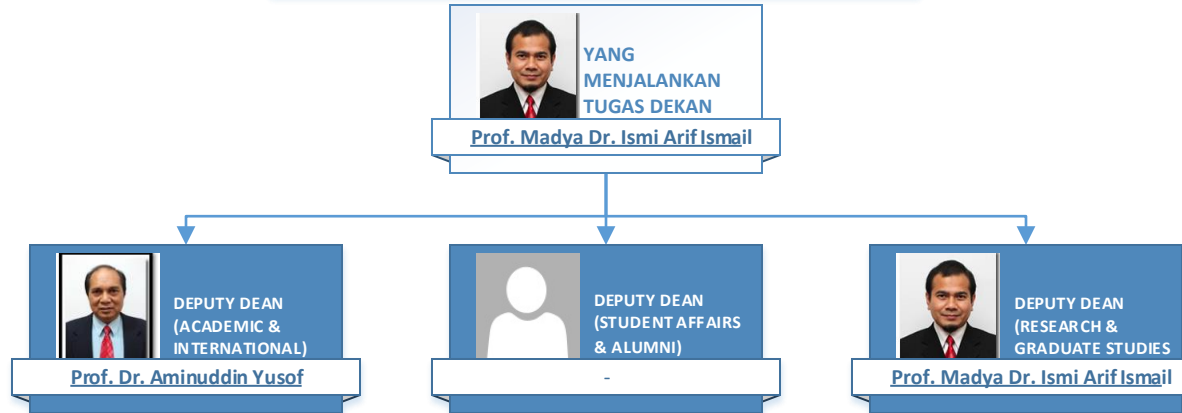 YANG
MENJALANKAN
TUGAS DEKAN
Prof. Madya Dr. Ismi Arif Ismail
DEPUTY DEAN
(ACADEMIC &
INTERNATIONAL)
Prof. Dr. Aminuddin Yusof
DEPUTY DEAN
(STUDENT AFFAIRS
& ALUMNI)
-
DEPUTY DEAN
(RESEARCH &
GRADUATE STUDIES
Prof. Madya Dr. Ismi Arif Ismail